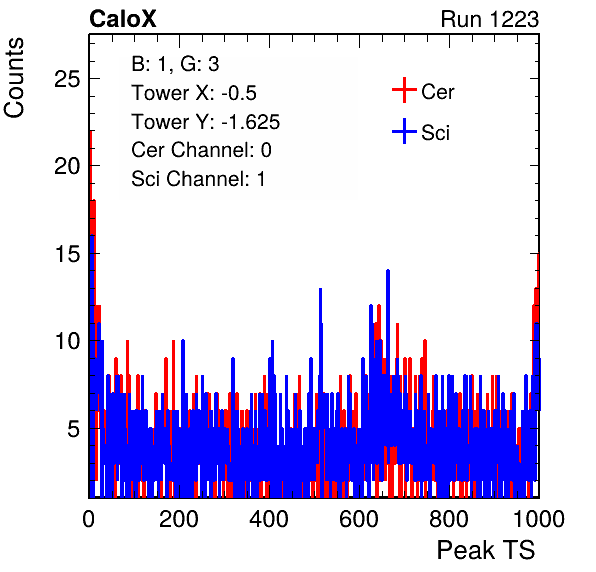 CaloX Run 1223
Counts
B: 1, G: 3
Tower X: -0.5
Tower Y: -1.625
Cer Channel: 0
Sci Channel: 1
Cer
Sci
25
20
15
10
5
0 200 400 600 800 1000
Peak TS